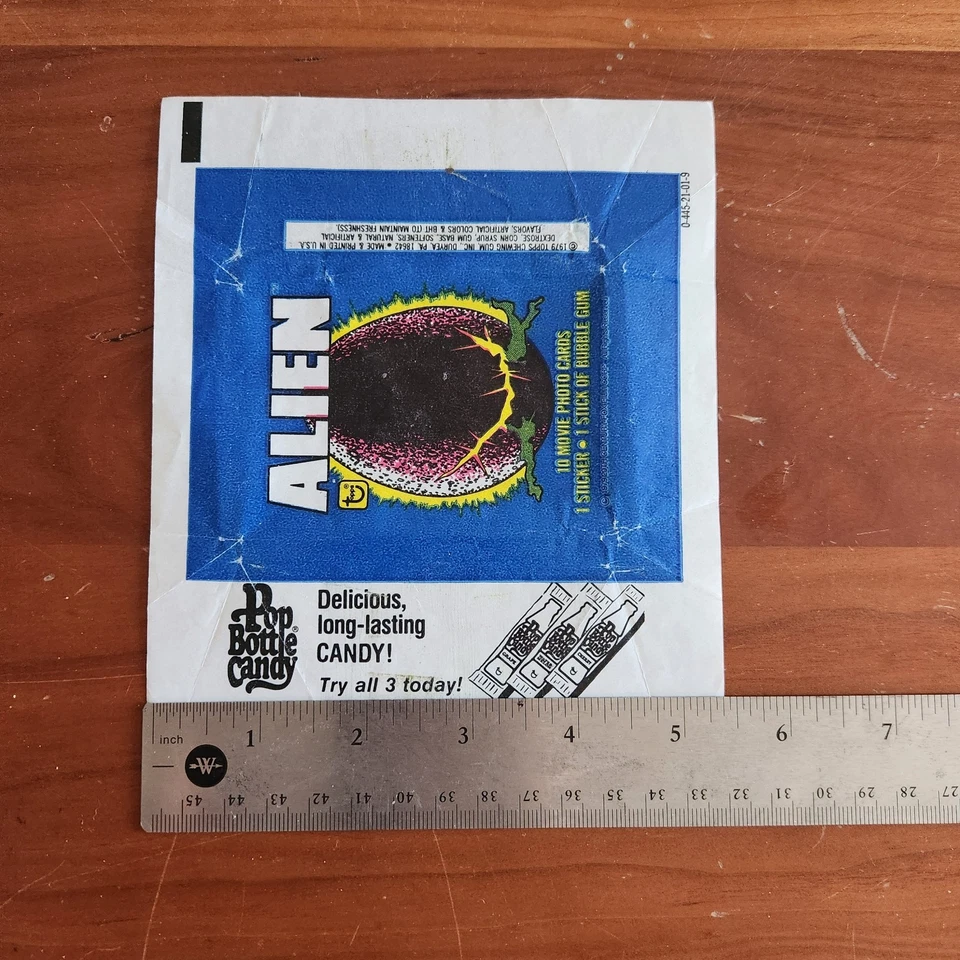 0-445-21-01-9
© 1979 TOPPS CHEWING GUM, INC., DURYEA, PA. 18642 • MADE & PRINTED IN U.S.A.
DEXTROSE, CORN SYRUP, GUM BASE, SOFTENERS, NATURAL & ARTIFICIAL
FLAVORS, ARTIFICIAL COLORS & BHT (TO MAINTAIN FRESHNESS).
ALIEN
topps
10 MOVIE PHOTO CARDS
1 STICKER • 1 STICK OF BUBBLE GUM
Pop
Bottle®
Candy
Delicious,
long-lasting
CANDY!
Try all 3 today!
inch 1 2 3 4 5 6 7
W
45 44 43 42 41 40 39 38 37 36 35 34 33 32 31 30 29 28 27